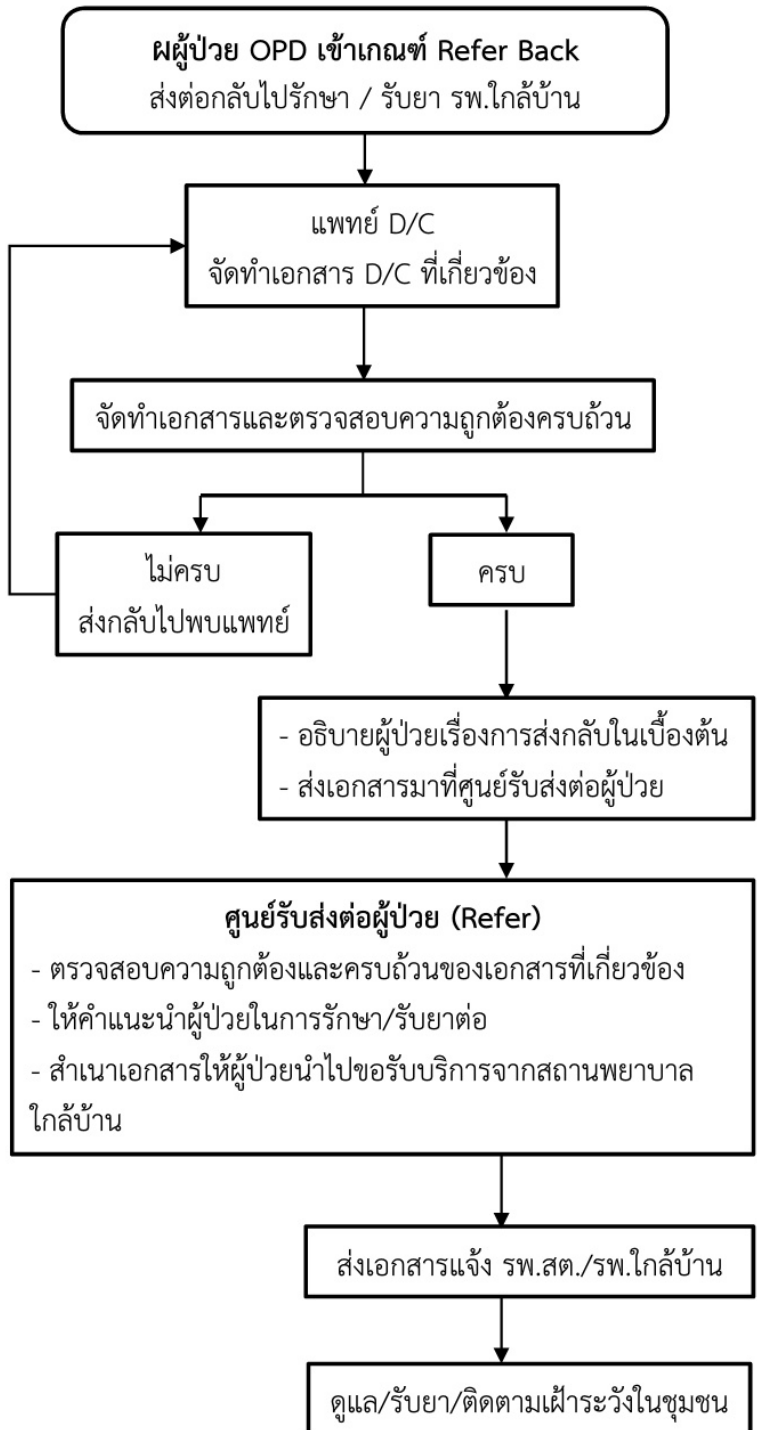 ฝผู้ป่วย OPD เข้าเกณฑ์ Refer Back
ส่งต่อกลับไปรักษา / รับยา รพ.ใกล้บ้าน
แพทย์ D/C
จัดทำเอกสาร D/C ที่เกี่ยวข้อง
จัดทำเอกสารและตรวจสอบความถูกต้องครบถ้วน
ไม่ครบ
ส่งกลับไปพบแพทย์
ครบ
- อธิบายผู้ป่วยเรื่องการส่งกลับในเบื้องต้น
- ส่งเอกสารมาที่ศูนย์รับส่งต่อผู้ป่วย
ศูนย์รับส่งต่อผู้ป่วย (Refer)
- ตรวจสอบความถูกต้องและครบถ้วนของเอกสารที่เกี่ยวข้อง
- ให้คำแนะนำผู้ป่วยในการรักษา/รับยาต่อ
- สำเนาเอกสารให้ผู้ป่วยนำไปขอรับบริการจากสถานพยาบาล
ใกล้บ้าน
ส่งเอกสารแจ้ง รพ.สต./รพ.ใกล้บ้าน
ดูแล/รับยา/ติดตามเฝ้าระวังในชุมชน